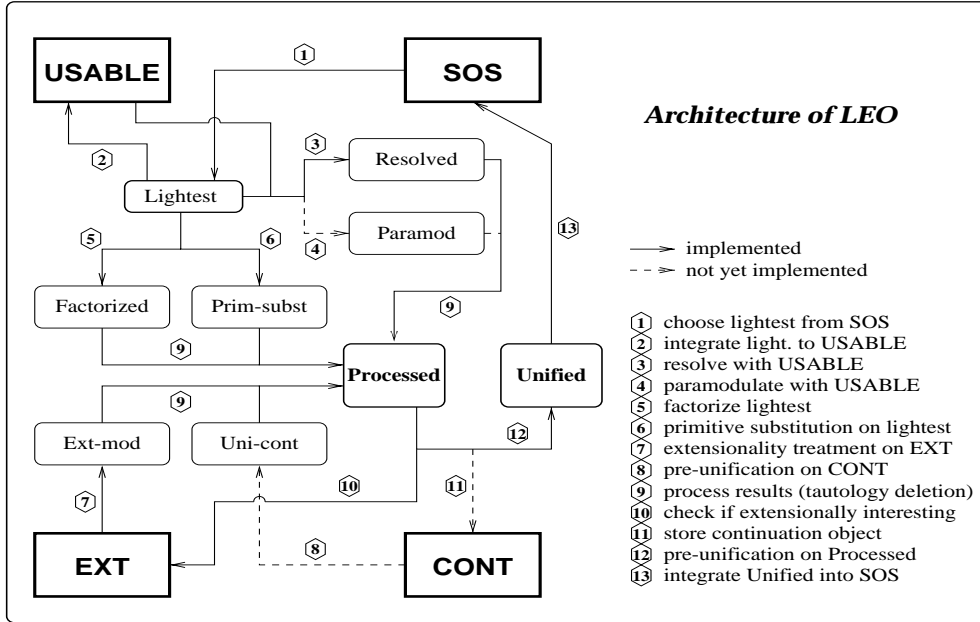 1
USABLE
SOS
Architecture of LEO
2
3
Resolved
Lightest
4
Paramod
13
5
6
implemented
not yet implemented
Factorized
Prim-subst
9
9
Processed
Unified
9
Ext-mod
Uni-cont
12
7
10
11
8
EXT
CONT
1 choose lightest from SOS
2 integrate light. to USABLE
3 resolve with USABLE
4 paramodulate with USABLE
5 factorize lightest
6 primitive substitution on lightest
7 extensionality treatment on EXT
8 pre-unification on CONT
9 process results (tautology deletion)
10 check if extensionally interesting
11 store continuation object
12 pre-unification on Processed
13 integrate Unified into SOS